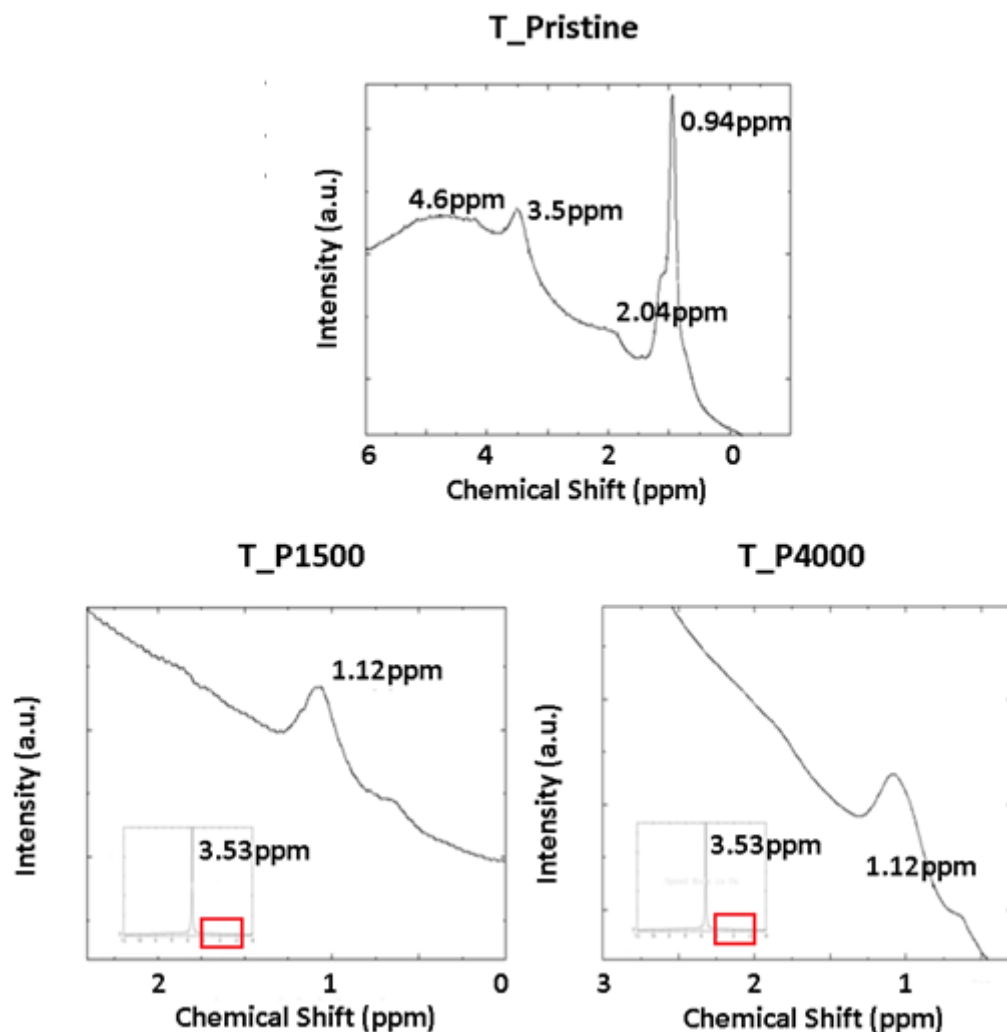 T_Pristine
0.94ppm
4.6ppm
3.5ppm
2.04ppm
Intensity (a.u.)
6 4 2 0
Chemical Shift (ppm)
T_P1500
1.12ppm
3.53ppm
Intensity (a.u.)
2 1 0
Chemical Shift (ppm)
T_P4000
3.53ppm
1.12ppm
Intensity (a.u.)
3 2 1
Chemical Shift (ppm)